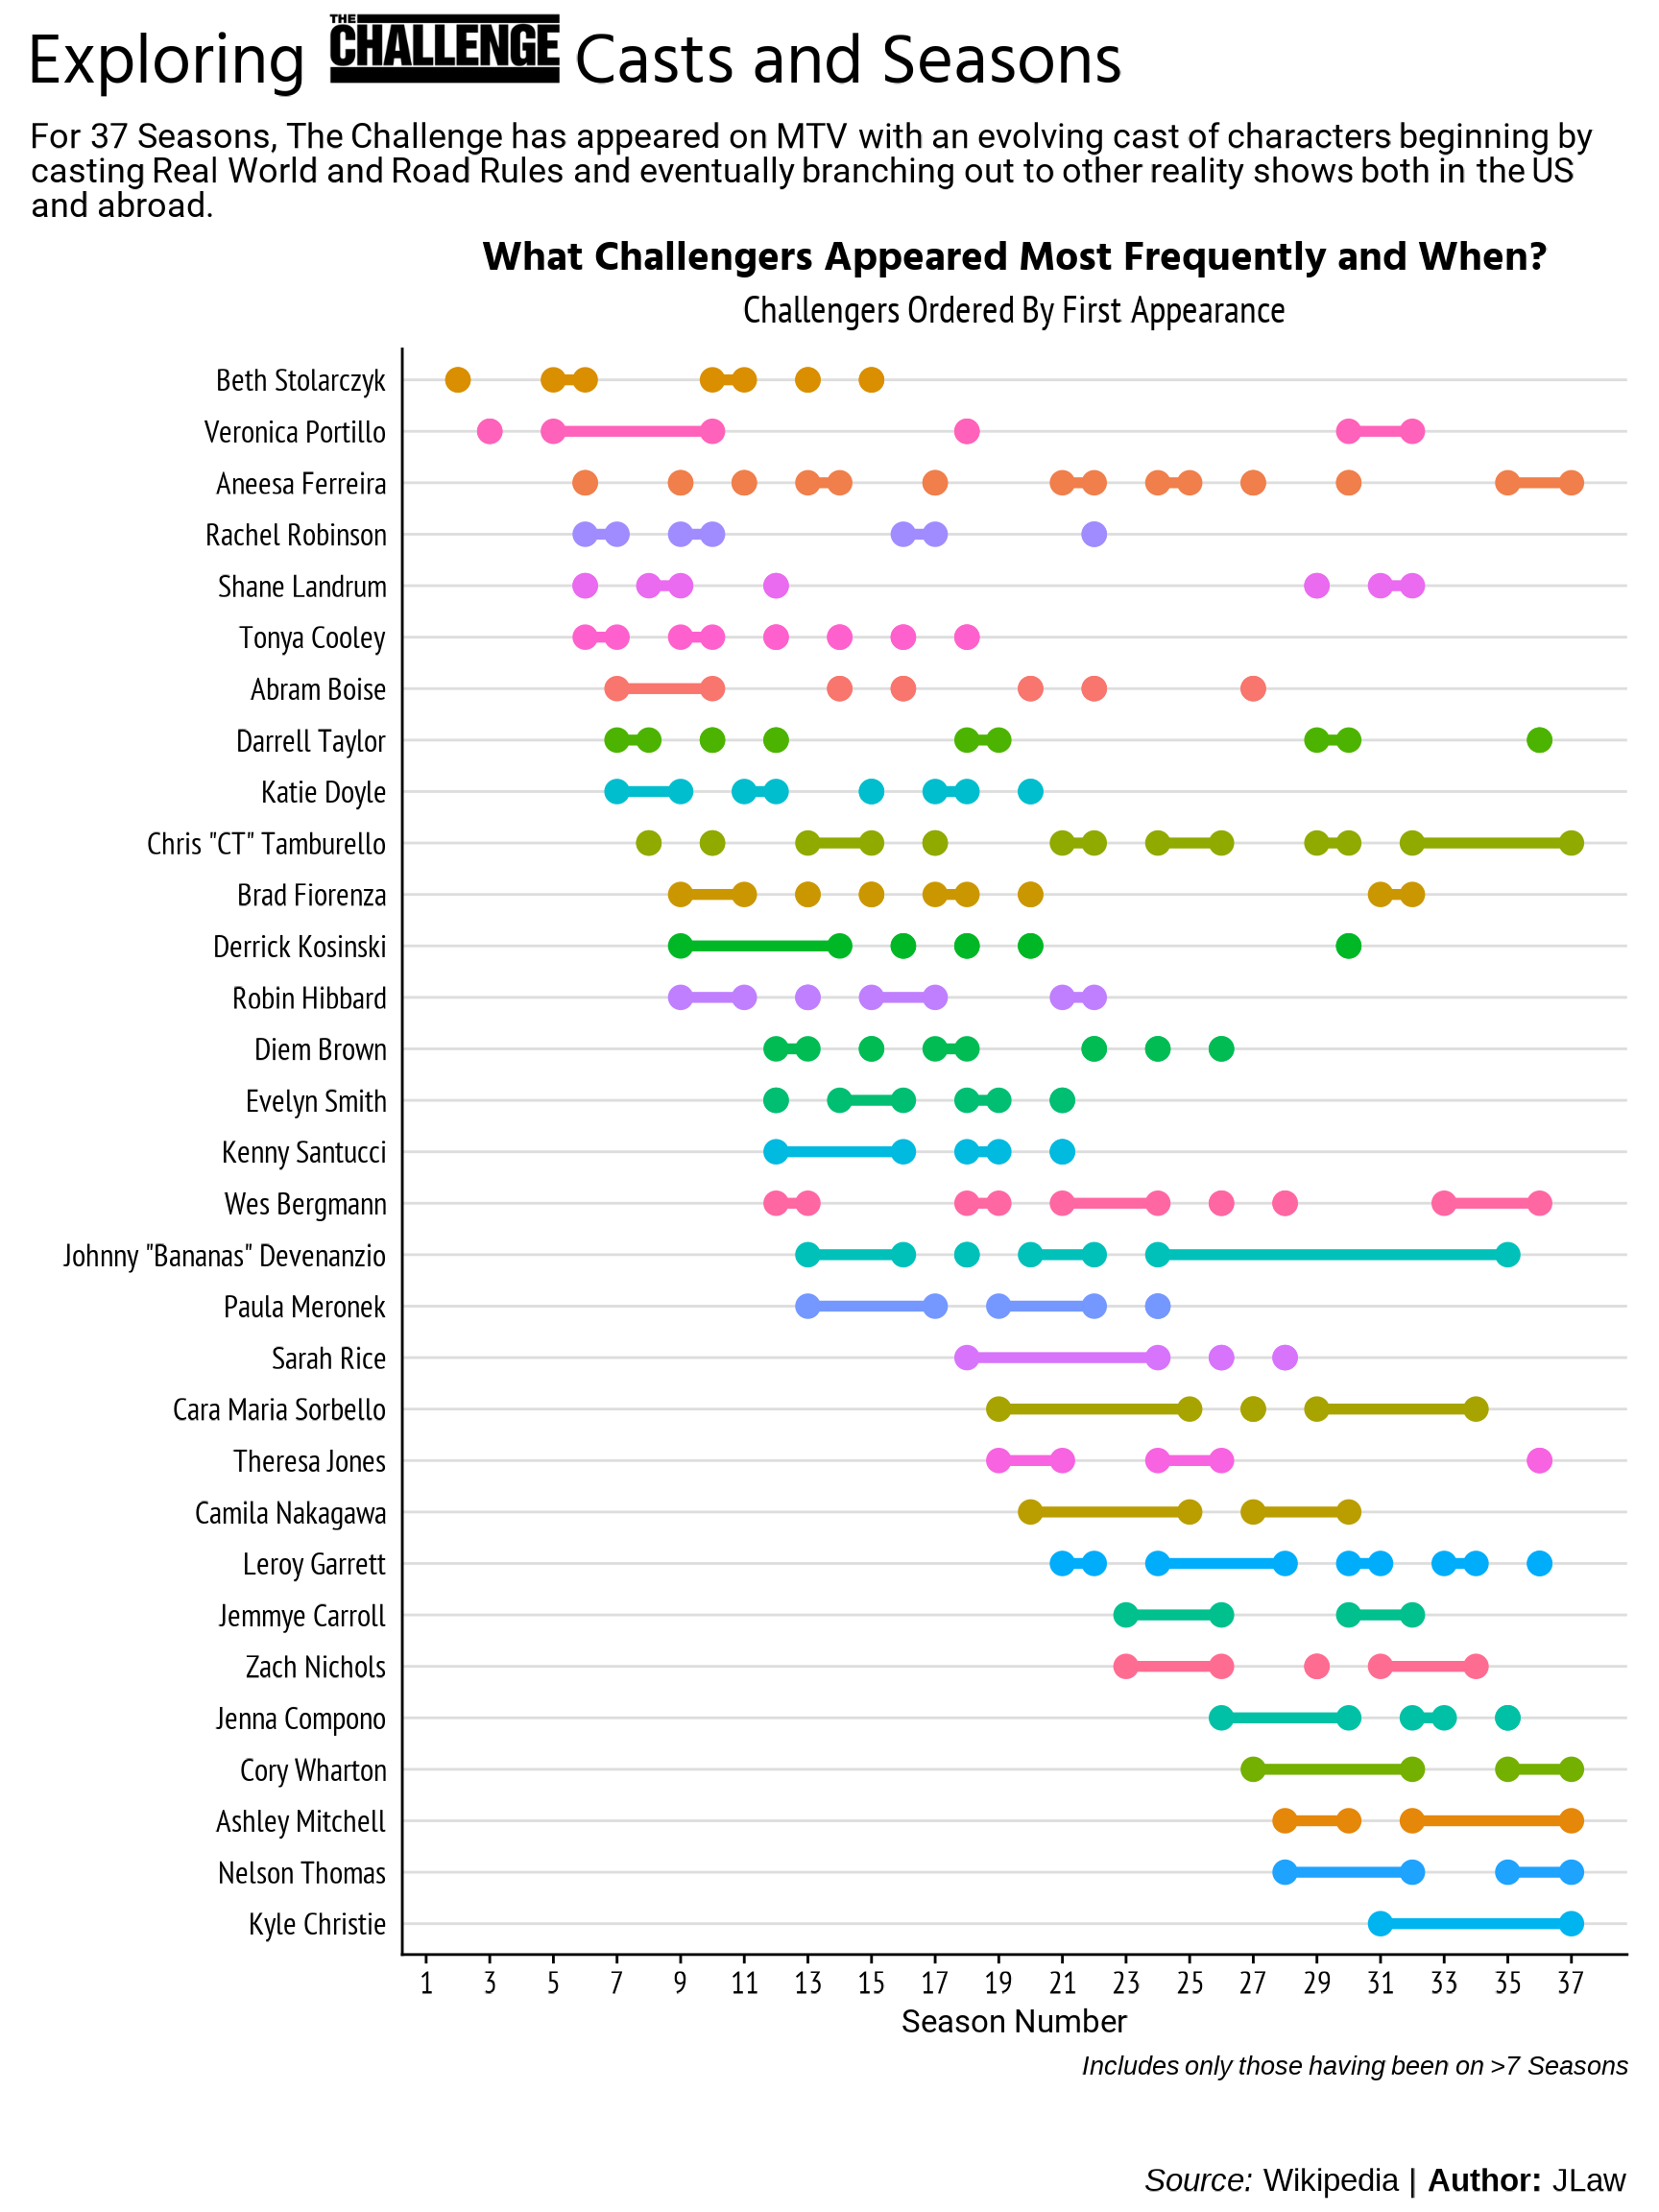 Exploring THE CHALLENGE Casts and Seasons
For 37 Seasons, The Challenge has appeared on MTV with an evolving cast of characters beginning by
casting Real World and Road Rules and eventually branching out to other reality shows both in the US
and abroad.
What Challengers Appeared Most Frequently and When?
Challengers Ordered By First Appearance
Beth Stolarczyk
Veronica Portillo
Aneesa Ferreira
Rachel Robinson
Shane Landrum
Tonya Cooley
Abram Boise
Darrell Taylor
Katie Doyle
Chris "CT" Tamburello
Brad Fiorenza
Derrick Kosinski
Robin Hibbard
Diem Brown
Evelyn Smith
Kenny Santucci
Wes Bergmann
Johnny "Bananas" Devenanzio
Paula Meronek
Sarah Rice
Cara Maria Sorbello
Theresa Jones
Camila Nakagawa
Leroy Garrett
Jemmye Carroll
Zach Nichols
Jenna Compono
Cory Wharton
Ashley Mitchell
Nelson Thomas
Kyle Christie
1 3 5 7 9 11 13 15 17 19 21 23 25 27 29 31 33 35 37
Season Number
Includes only those having been on >7 Seasons
Source: Wikipedia | Author: JLaw